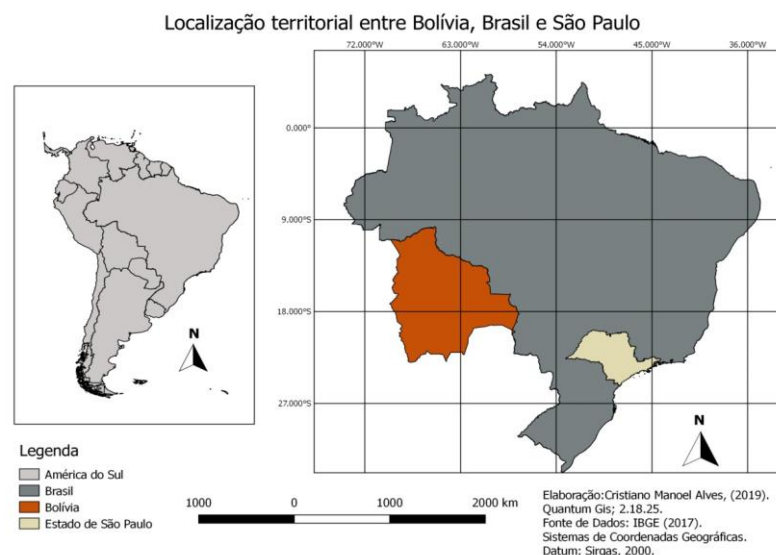 Localização territorial entre Bolívia, Brasil e São Paulo
72.000°W 63.000°W 54.000°W 45.000°W 36.000°W
0.000°
9.000°S
18.000°S
27.000°S
N
N
Legenda
América do Sul
Brasil
Bolívia
Estado de São Paulo
1000 0 1000 2000 km
Elaboração:Cristiano Manoel Alves, (2019).
Quantum Gis; 2.18.25.
Fonte de Dados: IBGE (2017).
Sistemas de Coordenadas Geográficas.
Datum: Sirgas, 2000.